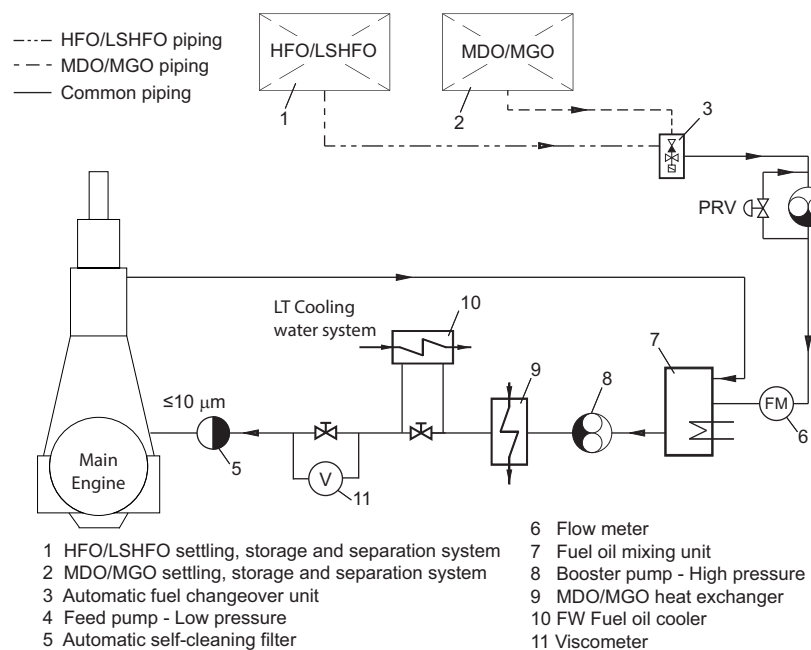 HFO/LSHFO piping
MDO/MGO piping
Common piping
HFO/LSHFO
MDO/MGO
1
2
3
PRV
LT Cooling
water system
10
9
8
7
FM
6
≤10 μm
5
V
11
Main
Engine
1 HFO/LSHFO settling, storage and separation system
2 MDO/MGO settling, storage and separation system
3 Automatic fuel changeover unit
4 Feed pump - Low pressure
5 Automatic self-cleaning filter
6 Flow meter
7 Fuel oil mixing unit
8 Booster pump - High pressure
9 MDO/MGO heat exchanger
10 FW Fuel oil cooler
11 Viscometer